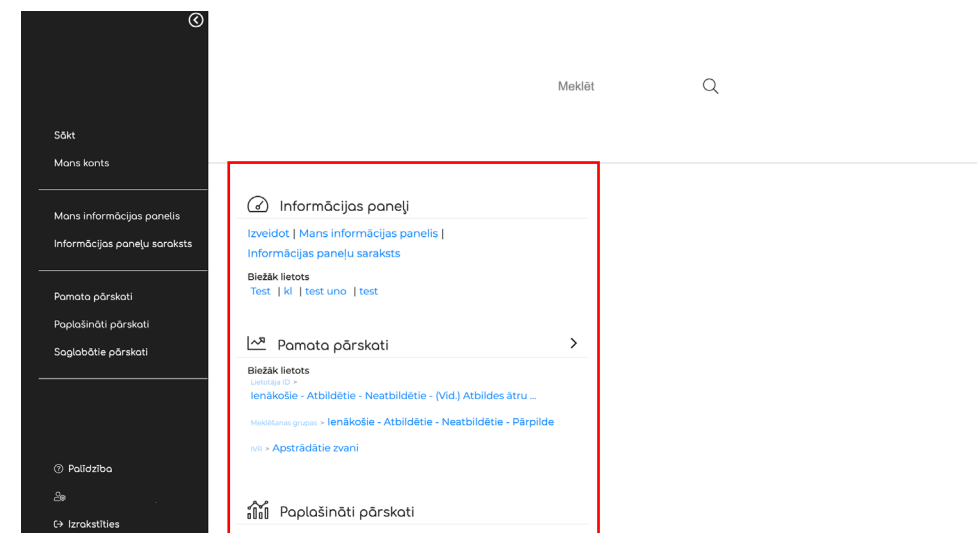 Meklēt
Sākt
Mans konts
Mans informācijas panelis
Informācijas paneļu saraksts
Pamata pārskati
Paplašināti pārskati
Saglabātie pārskati
Palīdzība
Izrakstīties
Informācijas paneļi
Izveidot | Mans informācijas panelis |
Informācijas paneļu saraksts
Biežāk lietots
Test | kl | test uno | test
Pamata pārskati
Biežāk lietots
Lietotāja ID >
Ienākošie - Atbildētie - Neatbildētie - (Vid.) Atbildes ātru ...
Meklēšanas grupas > Ienākošie - Atbildētie - Neatbildētie - Pārpilde
IVR > Apstrādātie zvani
Paplašināti pārskati